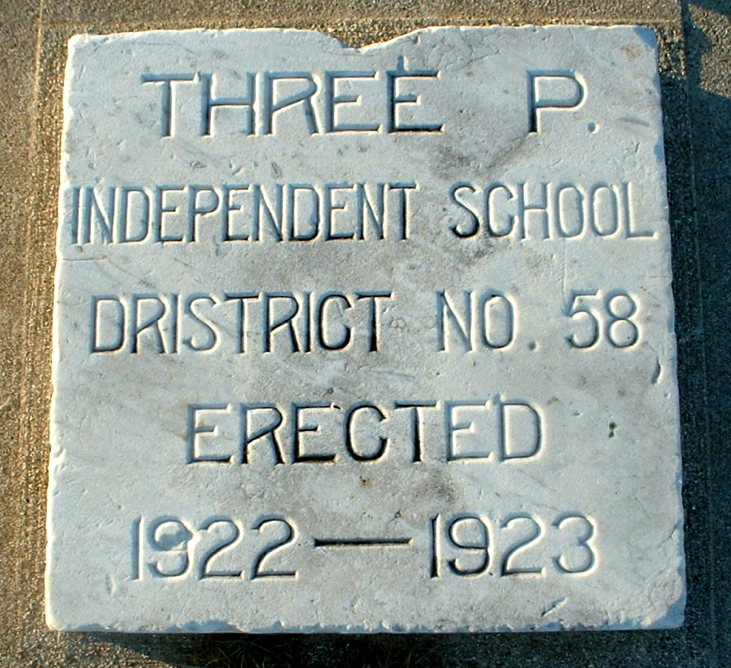 THREE P.
INDEPENDENT SCHOOL
DRISTRICT NO. 58
ERECTED
1922—1923